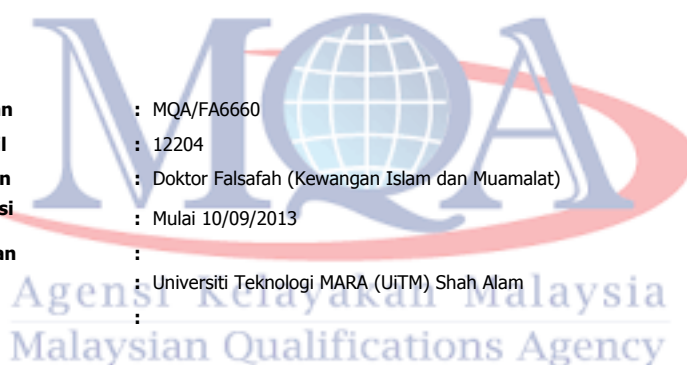 MQA
an : MQA/FA6660
l : 12204
n : Doktor Falsafah (Kewangan Islam dan Muamalat)
si : Mulai 10/09/2013
an :
: Universiti Teknologi MARA (UiTM) Shah Alam
:
Agensi Kelayakan Malaysia
Malaysian Qualifications Agency